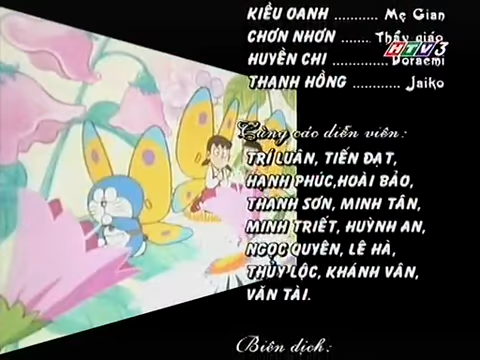 KIỀU OANH ........... Mẹ Gian
CHƠN NHƠN ....... Thầy giáo
HTV3
HUYỀN CHI .............. Doraemi
THANH HỒNG ............ Jaiko
Cùng các diễn viên:
TRÍ LUÂN, TIẾN ĐẠT,
HẠNH PHÚC,HOÀI BẢO,
THANH SƠN, MINH TÂN,
MINH TRIẾT, HUỲNH AN,
NGỌC QUYÊN, LÊ HÀ,
THÚY LỘC, KHÁNH VÂN,
VĂN TÀI.
Biên dịch: